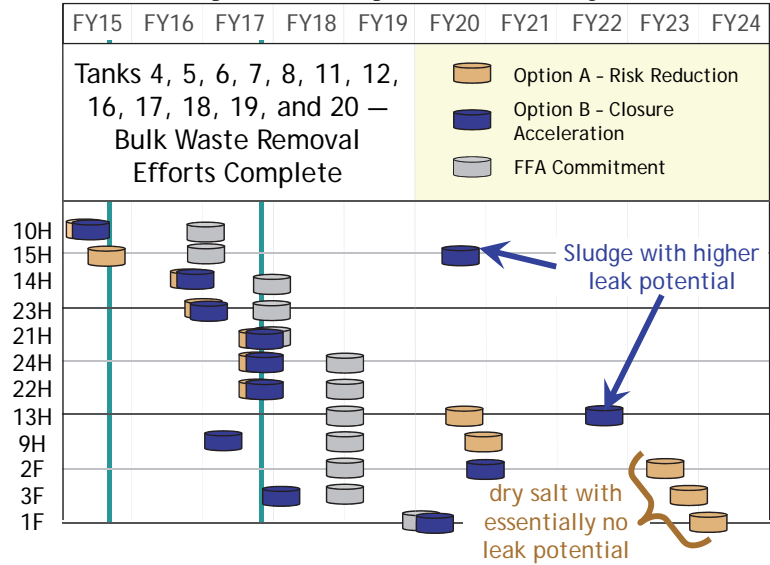 FY15 FY16 FY17 FY18 FY19 FY20 FY21 FY22 FY23 FY24
Tanks 4, 5, 6, 7, 8, 11, 12,
16, 17, 18, 19, and 20 —
Bulk Waste Removal
Efforts Complete
Option A - Risk Reduction
Option B - Closure
Acceleration
FFA Commitment
10H
15H
14H
23H
21H
24H
22H
13H
9H
2F
3F
1F
Sludge with higher
leak potential
dry salt with
essentially no
leak potential